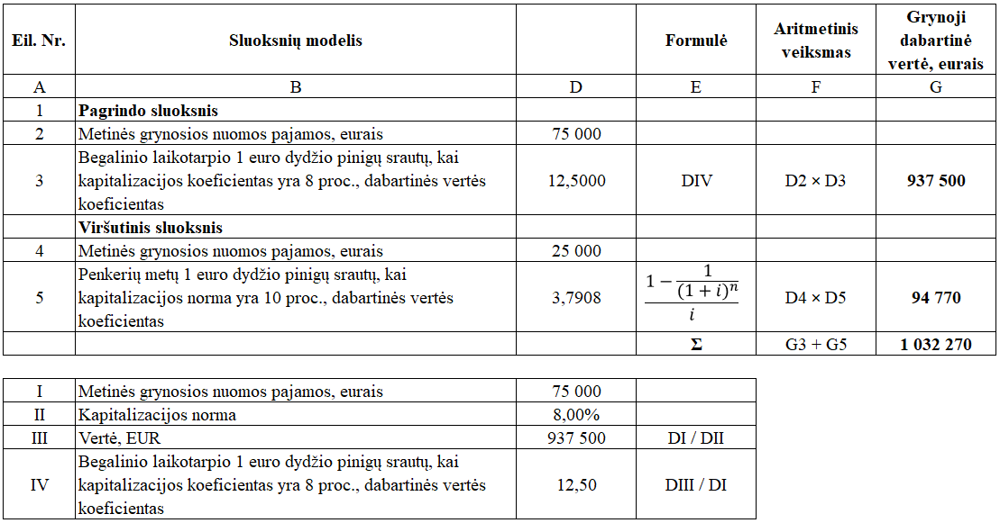 Eil. Nr.
Sluoksnių modelis
Formulė
Aritmetinis
veiksmas
Grynoji
dabartinė
vertė, eurais
A B D E F G
1 Pagrindo sluoksnis
2 Metinės grynosios nuomos pajamos, eurais 75 000
Begalinio laikotarpio 1 euro dydžio pinigų srautų, kai
3 kapitalizacijos koeficientas yra 8 proc., dabartinės vertės 12,5000 DIV D2 × D3 937 500
koeficientas
Viršutinis sluoksnis
4 Metinės grynosios nuomos pajamos, eurais 25 000
Penkerių metų 1 euro dydžio pinigų srautų, kai
5 kapitalizacijos norma yra 10 proc., dabartinės vertės 3,7908 1 − 1 / (1 + i)ⁿ / i D4 × D5 94 770
koeficientas
Σ G3 + G5 1 032 270
I Metinės grynosios nuomos pajamos, eurais 75 000
II Kapitalizacijos norma 8,00%
III Vertė, EUR 937 500 DI / DII
Begalinio laikotarpio 1 euro dydžio pinigų srautų, kai
IV kapitalizacijos koeficientas yra 8 proc., dabartinės vertės 12,50 DIII / DI
koeficientas